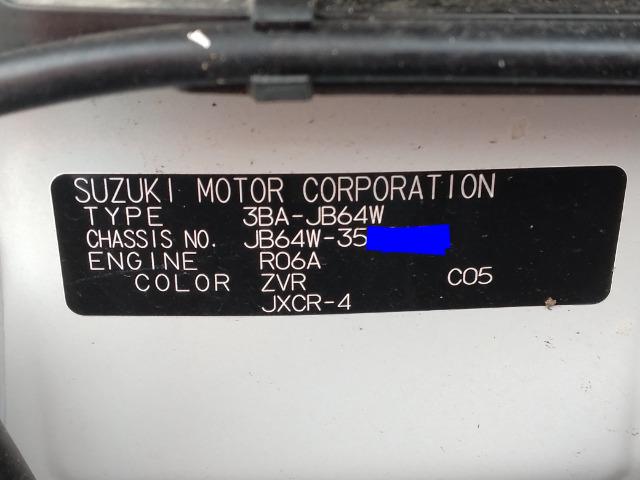 SUZUKI MOTOR CORPORATION
TYPE 3BA-JB64W
CHASSIS NO. JB64W-35
ENGINE R06A
COLOR ZVR C05
JXCR-4